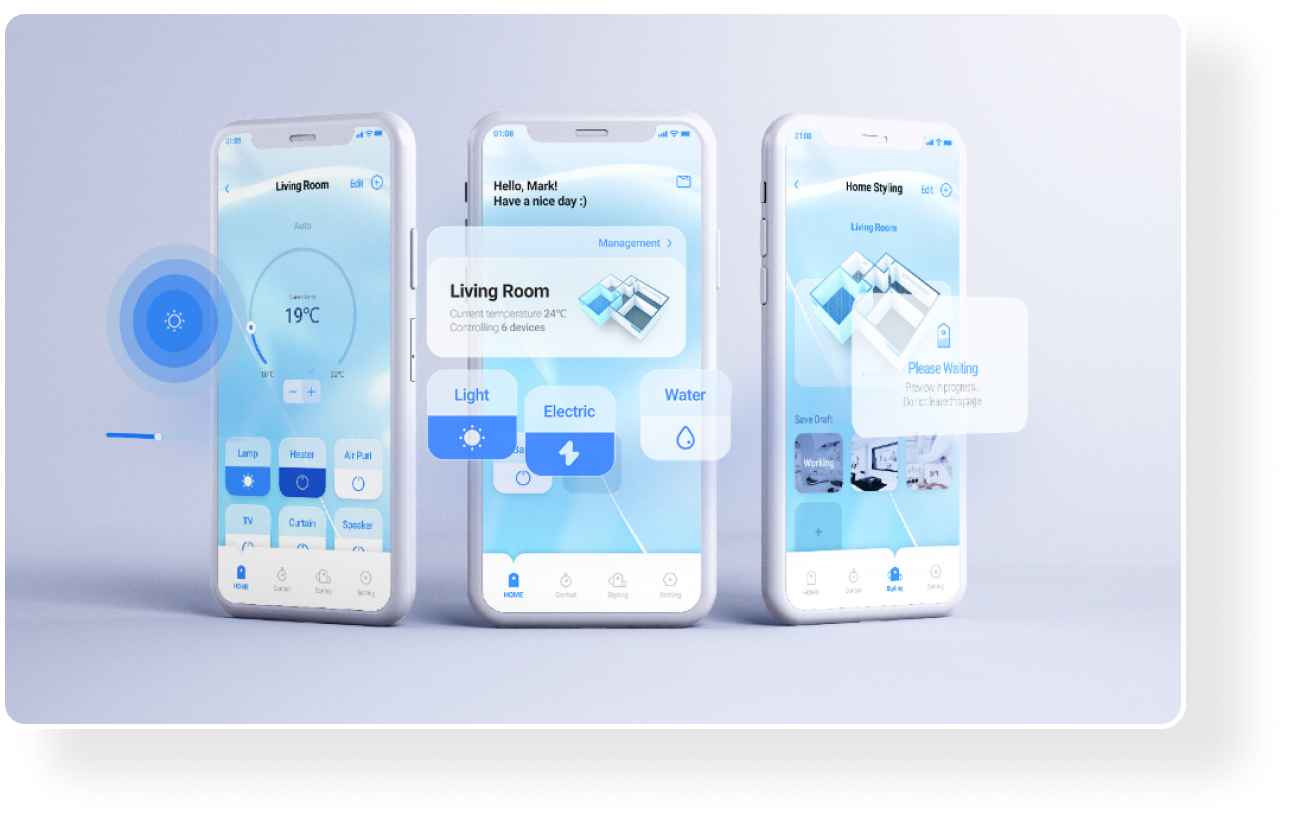 01:08
Living Room
Edit
Auto
Current Temp
19°C
16°C
32°C
Lamp
Heater
Air Puri
TV
Curtain
Speaker
HOME
Control
Styling
Setting
01:08
Hello, Mark!
Have a nice day :)
Management >
Living Room
Current temperature 24°C
Controlling 6 devices
Light
Electric
Water
HOME
Control
Styling
Setting
01:08
Home Styling
Edit
Living Room
Please Waiting
Preview in progress...
Do not leave this page
Save Draft
Working
HOME
Control
Styling
Setting